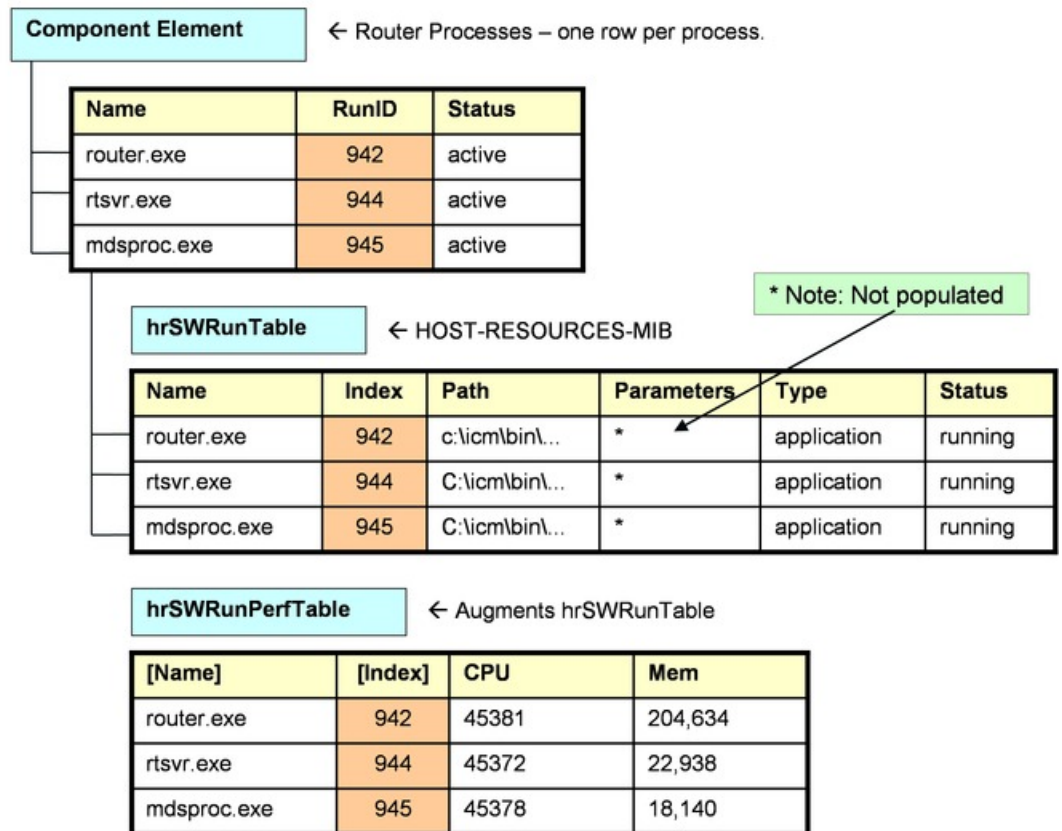 Component Element ← Router Processes – one row per process.
Name RunID Status
router.exe 942 active
rtsvr.exe 944 active
mdsproc.exe 945 active
* Note: Not populated
hrSWRunTable ← HOST-RESOURCES-MIB
Name Index Path Parameters Type Status
router.exe 942 c:\icm\bin\... * application running
rtsvr.exe 944 C:\icm\bin\... * application running
mdsproc.exe 945 C:\icm\bin\... * application running
hrSWRunPerfTable ← Augments hrSWRunTable
[Name] [Index] CPU Mem
router.exe 942 45381 204,634
rtsvr.exe 944 45372 22,938
mdsproc.exe 945 45378 18,140